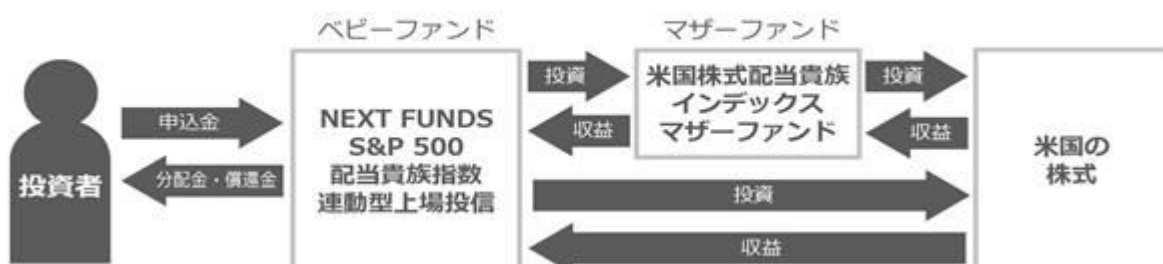 ベビーファンド
マザーファンド
投資者
申込金
分配金・償還金
NEXT FUNDS
S&P 500
配当貴族指数
連動型上場投信
投資
収益
米国株式配当貴族
インデックス
マザーファンド
投資
収益
投資
収益
米国の
株式